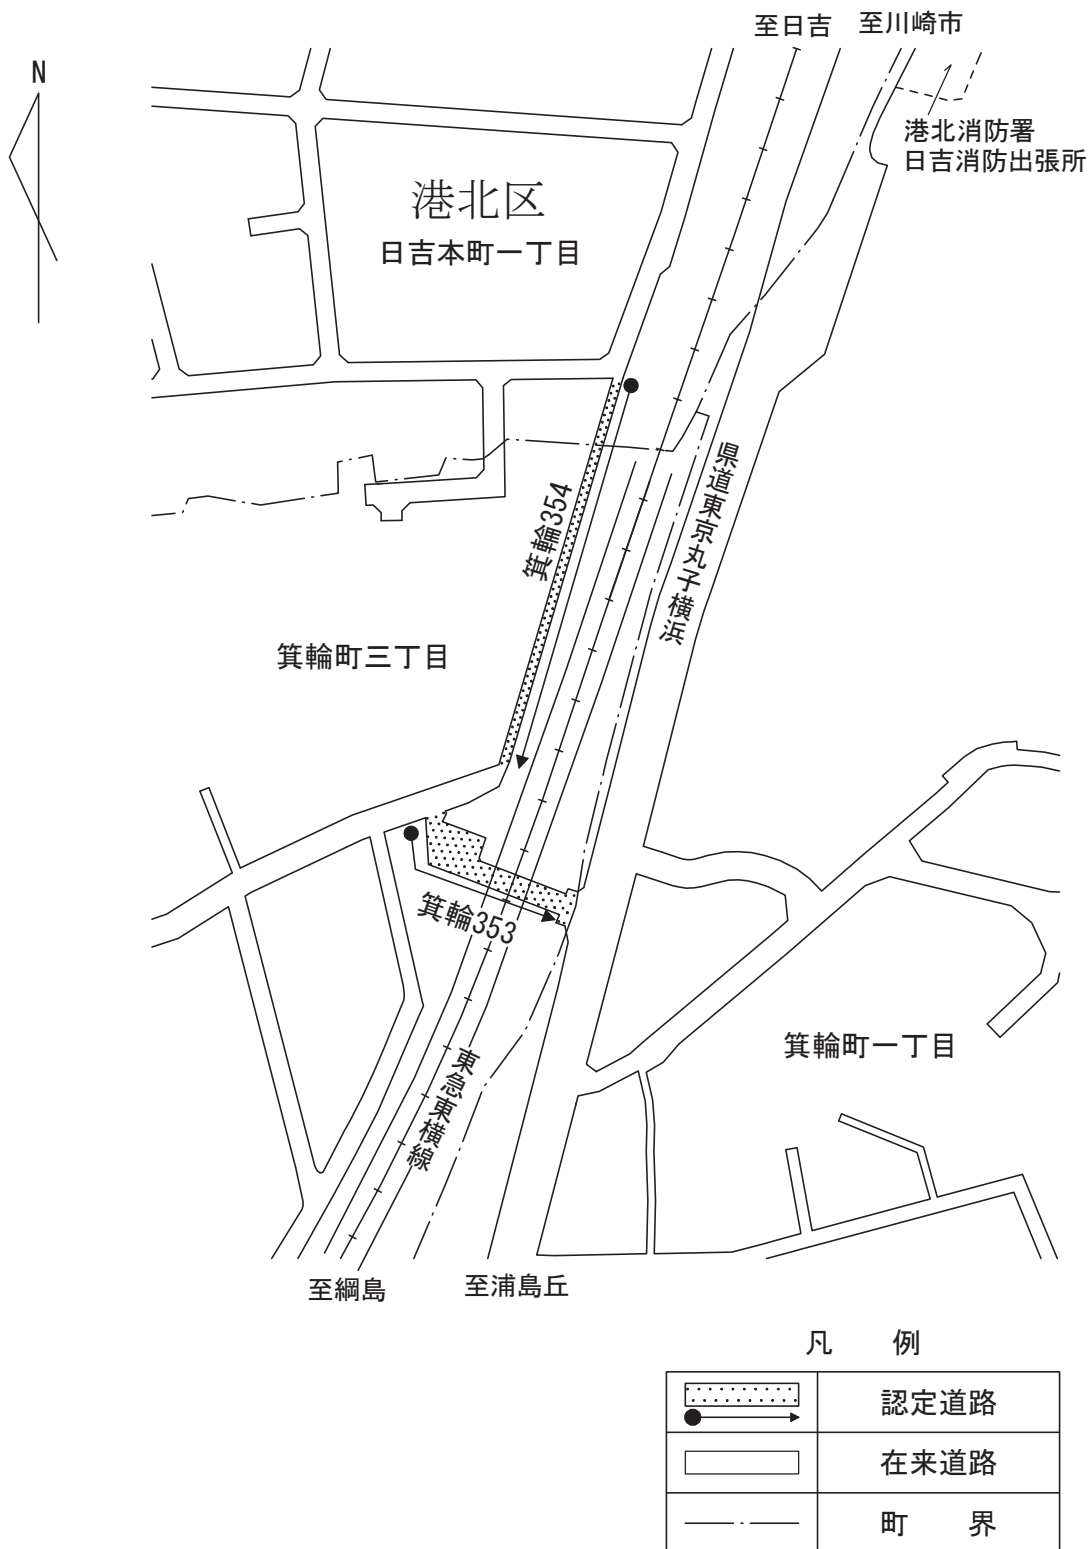 至日吉
至川崎市
N
港北消防署
日吉消防出張所
港北区
日吉本町一丁目
県道東京丸子横浜
箕輪354
箕輪町三丁目
箕輪353
箕輪町一丁目
東急東横線
至綱島
至浦島丘
凡　例
認定道路
在来道路
町　界